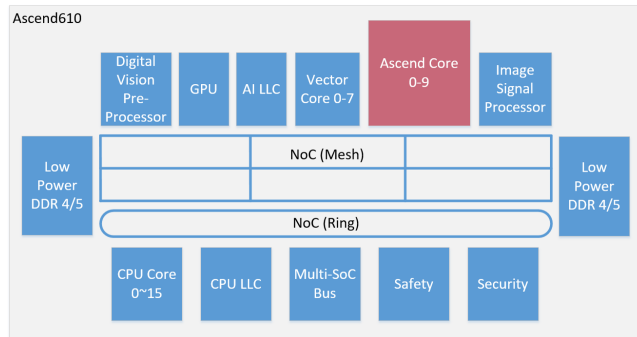 Ascend610
Digital
Vision
Pre-
Processor
GPU
AI LLC
Vector
Core 0-7
Ascend Core
0-9
Image
Signal
Processor
Low
Power
DDR 4/5
NoC (Mesh)
Low
Power
DDR 4/5
NoC (Ring)
CPU Core
0~15
CPU LLC
Multi-SoC
Bus
Safety
Security